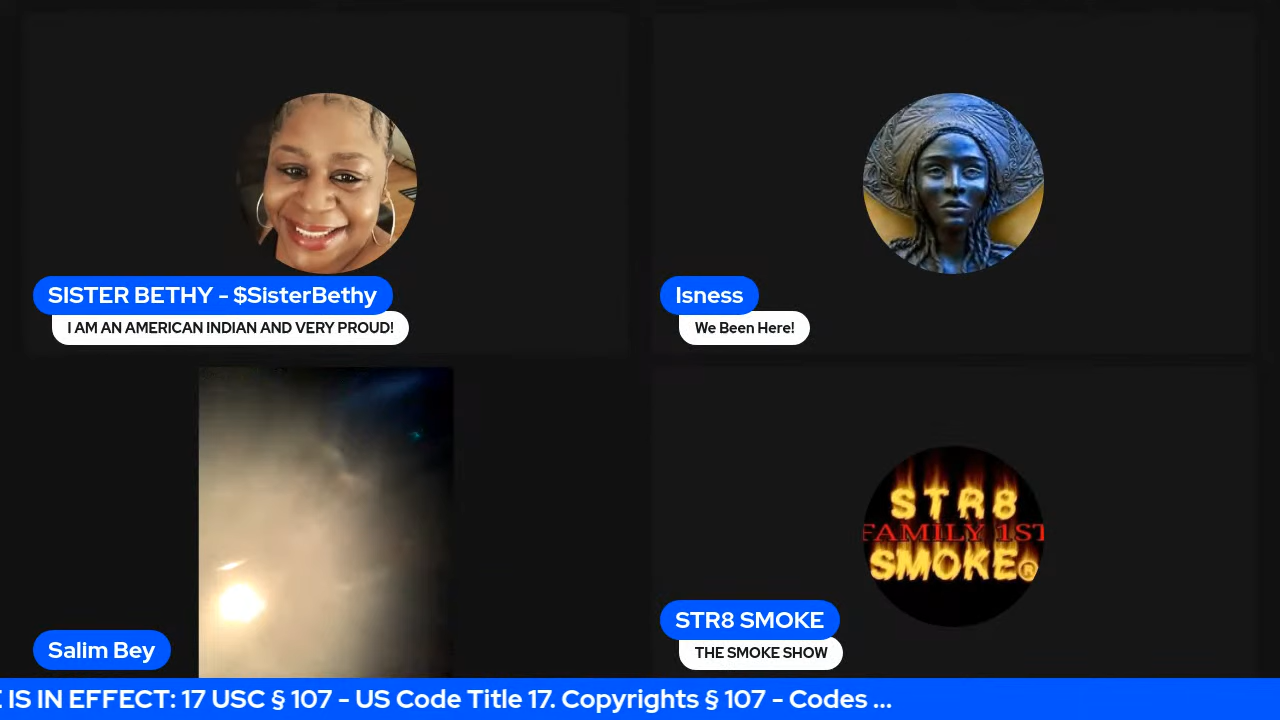 SISTER BETHY - $SisterBethy
I AM AN AMERICAN INDIAN AND VERY PROUD!
Isness
We Been Here!
Salim Bey
STR8
FAMILY 1ST
SMOKE®
STR8 SMOKE
THE SMOKE SHOW
IS IN EFFECT: 17 USC § 107 - US Code Title 17. Copyrights § 107 - Codes ...